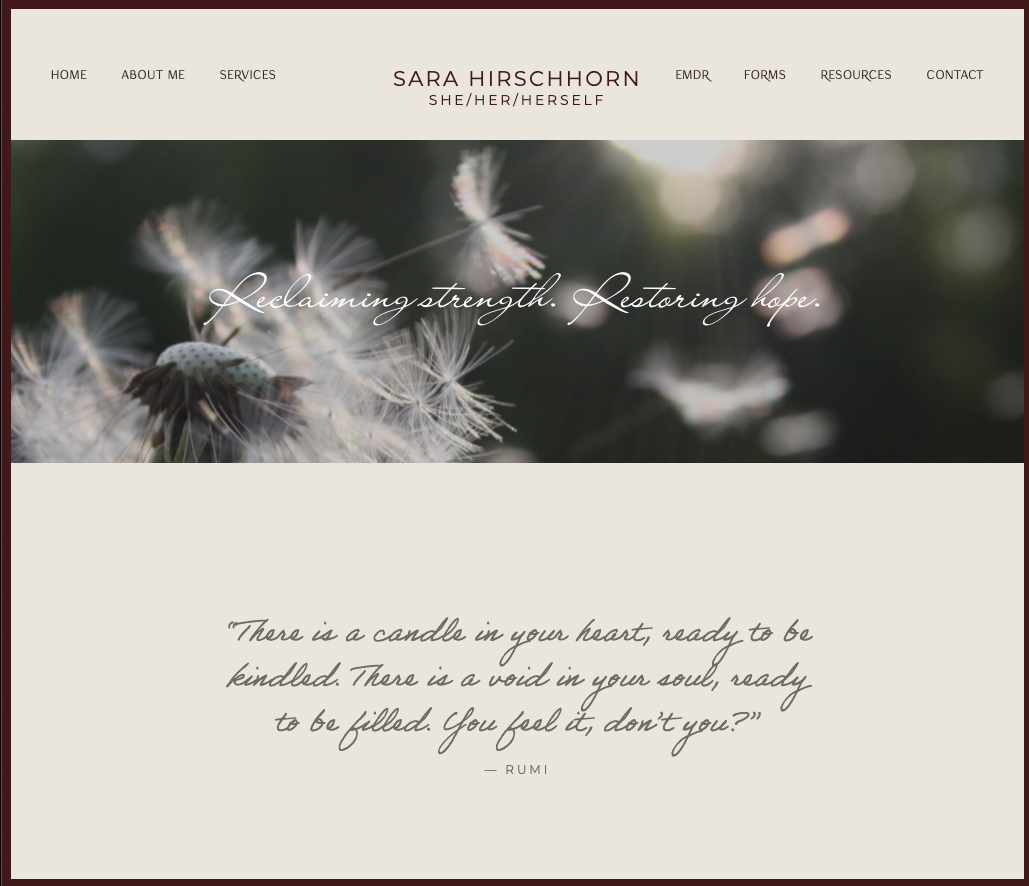 HOME
ABOUT ME
SERVICES
SARA HIRSCHHORN
SHE/HER/HERSELF
EMDR
FORMS
RESOURCES
CONTACT
Reclaiming strength. Restoring hope.
“There is a candle in your heart, ready to be
kindled. There is a void in your soul, ready
to be filled. You feel it, don’t you?”
— RUMI